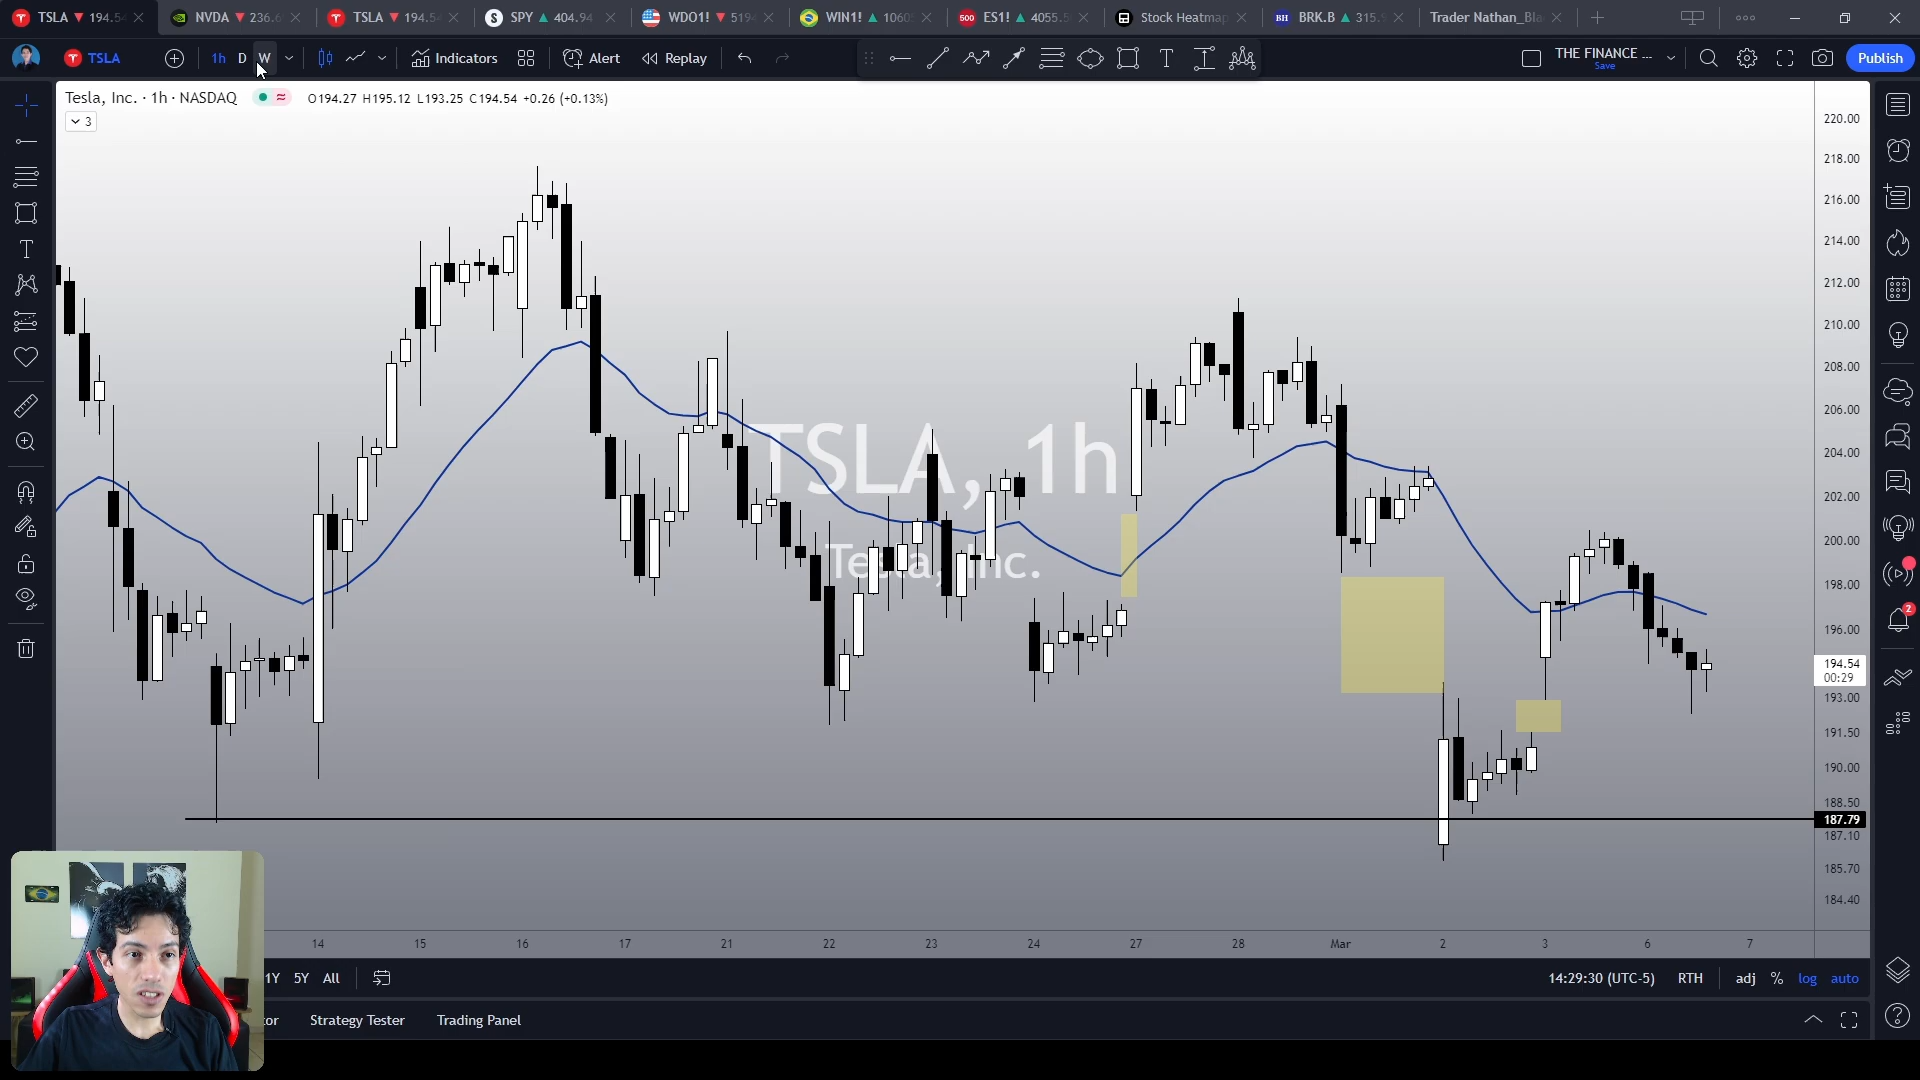 TSLA ▼ 194.54
NVDA ▼ 236.6
TSLA ▼ 194.54
SPY ▲ 404.94
WDO1! ▼ 519
WIN1! ▲ 1060
ES1! ▲ 4055.5
Stock Heatmap
BRK.B ▲ 315.
Trader Nathan_Bla
TSLA
1h D W
Indicators
Alert
Replay
THE FINANCE ...
Save
Publish
Tesla, Inc. · 1h · NASDAQ
O194.27 H195.12 L193.25 C194.54 +0.26 (+0.13%)
3
TSLA, 1h
Tesla, Inc.
220.00
218.00
216.00
214.00
212.00
210.00
208.00
206.00
204.00
202.00
200.00
198.00
196.00
194.54
00:29
193.00
191.50
190.00
188.50
187.79
187.10
185.70
184.40
2
14 15 16 17 21 22 23 24 27 28 Mar 2 3 6 7
1Y 5Y All
14:29:30 (UTC-5) RTH adj % log auto
Strategy Tester Trading Panel